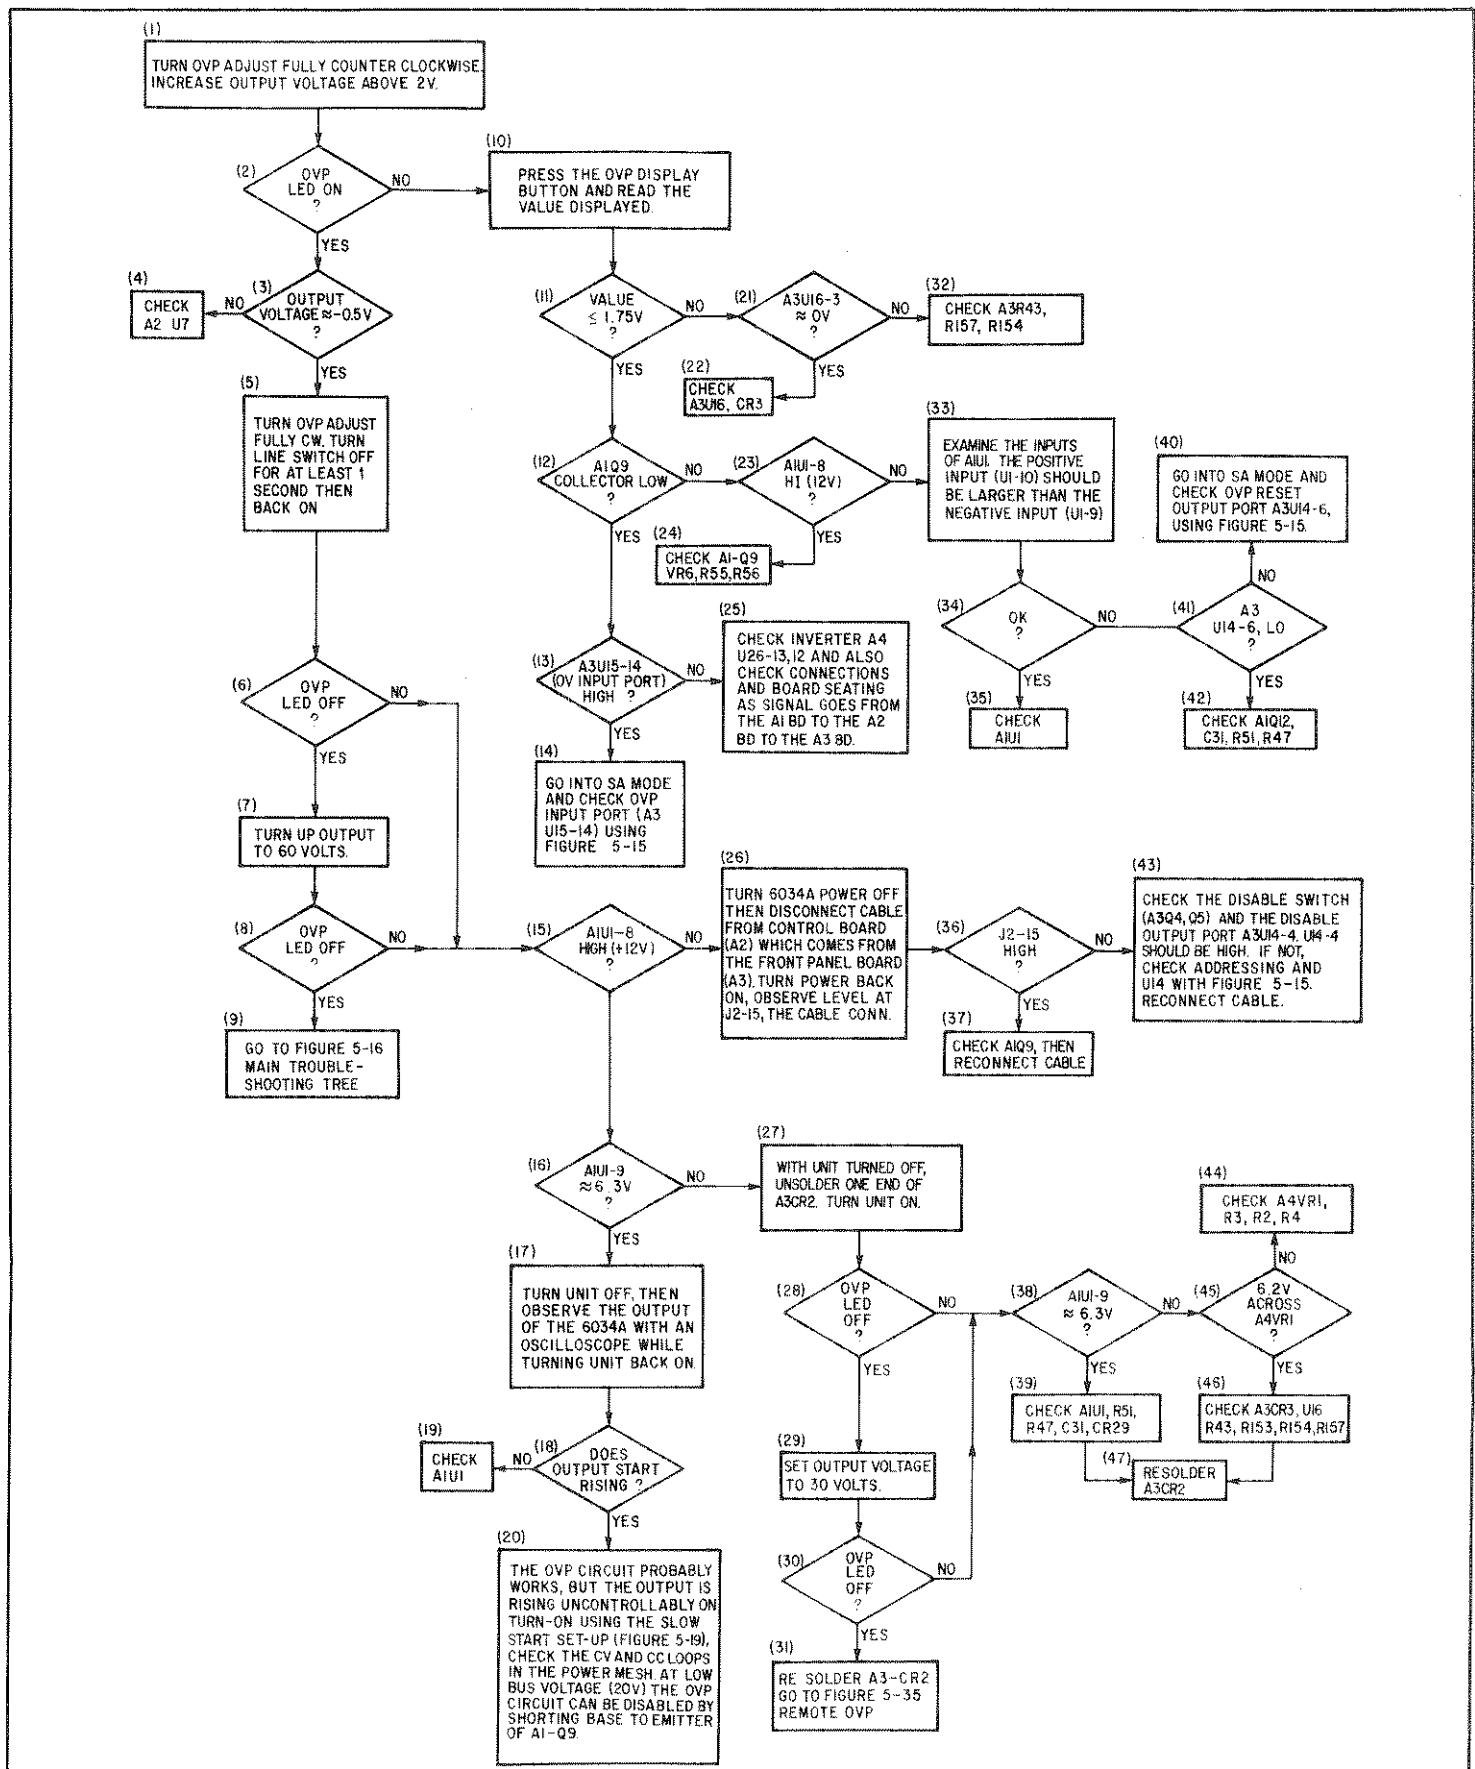 (1)
TURN OVP ADJUST FULLY COUNTER CLOCKWISE.
INCREASE OUTPUT VOLTAGE ABOVE 2V.
(2)
OVP
LED ON
?
NO
YES
(10)
PRESS THE OVP DISPLAY
BUTTON AND READ THE
VALUE DISPLAYED.
(4)
CHECK
A2 U7
NO
(3)
OUTPUT
VOLTAGE≈-0.5V
?
YES
(11)
VALUE
≤ 1.75V
?
NO
YES
(21)
A3U16-3
≈ 0V
?
NO
YES
(32)
CHECK A3R43,
R157, R154
(22)
CHECK
A3U16, CR3
(5)
TURN OVP ADJUST
FULLY CW. TURN
LINE SWITCH OFF
FOR AT LEAST 1
SECOND THEN
BACK ON
(12)
A1Q9
COLLECTOR LOW
?
NO
YES
(23)
A1U1-8
HI (12V)
?
NO
YES
(24)
CHECK A1-Q9
VR6,R55,R56
(33)
EXAMINE THE INPUTS
OF A1U1. THE POSITIVE
INPUT (U1-10) SHOULD
BE LARGER THAN THE
NEGATIVE INPUT (U1-9)
(40)
GO INTO SA MODE AND
CHECK OVP RESET
OUTPUT PORT A3U14-6,
USING FIGURE 5-15.
NO
(34)
OK
?
NO
YES
(41)
A3
U14-6, LO
?
YES
(35)
CHECK
A1U1
(42)
CHECK A1Q12,
C31, R51, R47
(6)
OVP
LED OFF
?
NO
YES
(13)
A3U15-14
(OV INPUT PORT)
HIGH ?
NO
YES
(25)
CHECK INVERTER A4
U26-13,12 AND ALSO
CHECK CONNECTIONS
AND BOARD SEATING
AS SIGNAL GOES FROM
THE A1 BD TO THE A2
BD TO THE A3 BD.
(14)
GO INTO SA MODE
AND CHECK OVP
INPUT PORT (A3
U15-14) USING
FIGURE 5-15
(7)
TURN UP OUTPUT
TO 60 VOLTS.
(8)
OVP
LED OFF
?
NO
YES
(9)
GO TO FIGURE 5-16
MAIN TROUBLE-
SHOOTING TREE
(15)
A1U1-8
HIGH (+12V)
?
NO
(26)
TURN 6034A POWER OFF
THEN DISCONNECT CABLE
FROM CONTROL BOARD
(A2) WHICH COMES FROM
THE FRONT PANEL BOARD
(A3). TURN POWER BACK
ON, OBSERVE LEVEL AT
J2-15, THE CABLE CONN.
(36)
J2-15
HIGH
?
NO
YES
(37)
CHECK A1Q9, THEN
RECONNECT CABLE
(43)
CHECK THE DISABLE SWITCH
(A3Q4, Q5) AND THE DISABLE
OUTPUT PORT A3U14-4. U14-4
SHOULD BE HIGH. IF NOT,
CHECK ADDRESSING AND
U14 WITH FIGURE 5-15.
RECONNECT CABLE.
(16)
A1U1-9
≈6.3V
?
NO
YES
(27)
WITH UNIT TURNED OFF,
UNSOLDER ONE END OF
A3CR2. TURN UNIT ON.
(44)
CHECK A4VR1,
R3, R2, R4
NO
(17)
TURN UNIT OFF, THEN
OBSERVE THE OUTPUT
OF THE 6034A WITH AN
OSCILLOSCOPE WHILE
TURNING UNIT BACK ON.
(28)
OVP
LED
OFF
?
NO
YES
(38)
A1U1-9
≈ 6.3V
?
NO
YES
(45)
6.2V
ACROSS
A4VR1
?
YES
(39)
CHECK A1U1, R51,
R47, C31, CR29
(46)
CHECK A3CR3, U16
R43, R153, R154, R157
(47)
RESOLDER
A3CR2
(19)
CHECK
A1U1
NO
(18)
DOES
OUTPUT START
RISING ?
YES
(29)
SET OUTPUT VOLTAGE
TO 30 VOLTS.
(30)
OVP
LED
OFF
?
NO
YES
(20)
THE OVP CIRCUIT PROBABLY
WORKS, BUT THE OUTPUT IS
RISING UNCONTROLLABLY ON
TURN-ON USING THE SLOW
START SET-UP (FIGURE 5-19),
CHECK THE CV AND CC LOOPS
IN THE POWER MESH. AT LOW
BUS VOLTAGE (20V) THE OVP
CIRCUIT CAN BE DISABLED BY
SHORTING BASE TO EMITTER
OF A1-Q9.
(31)
RE SOLDER A3-CR2
GO TO FIGURE 5-35
REMOTE OVP